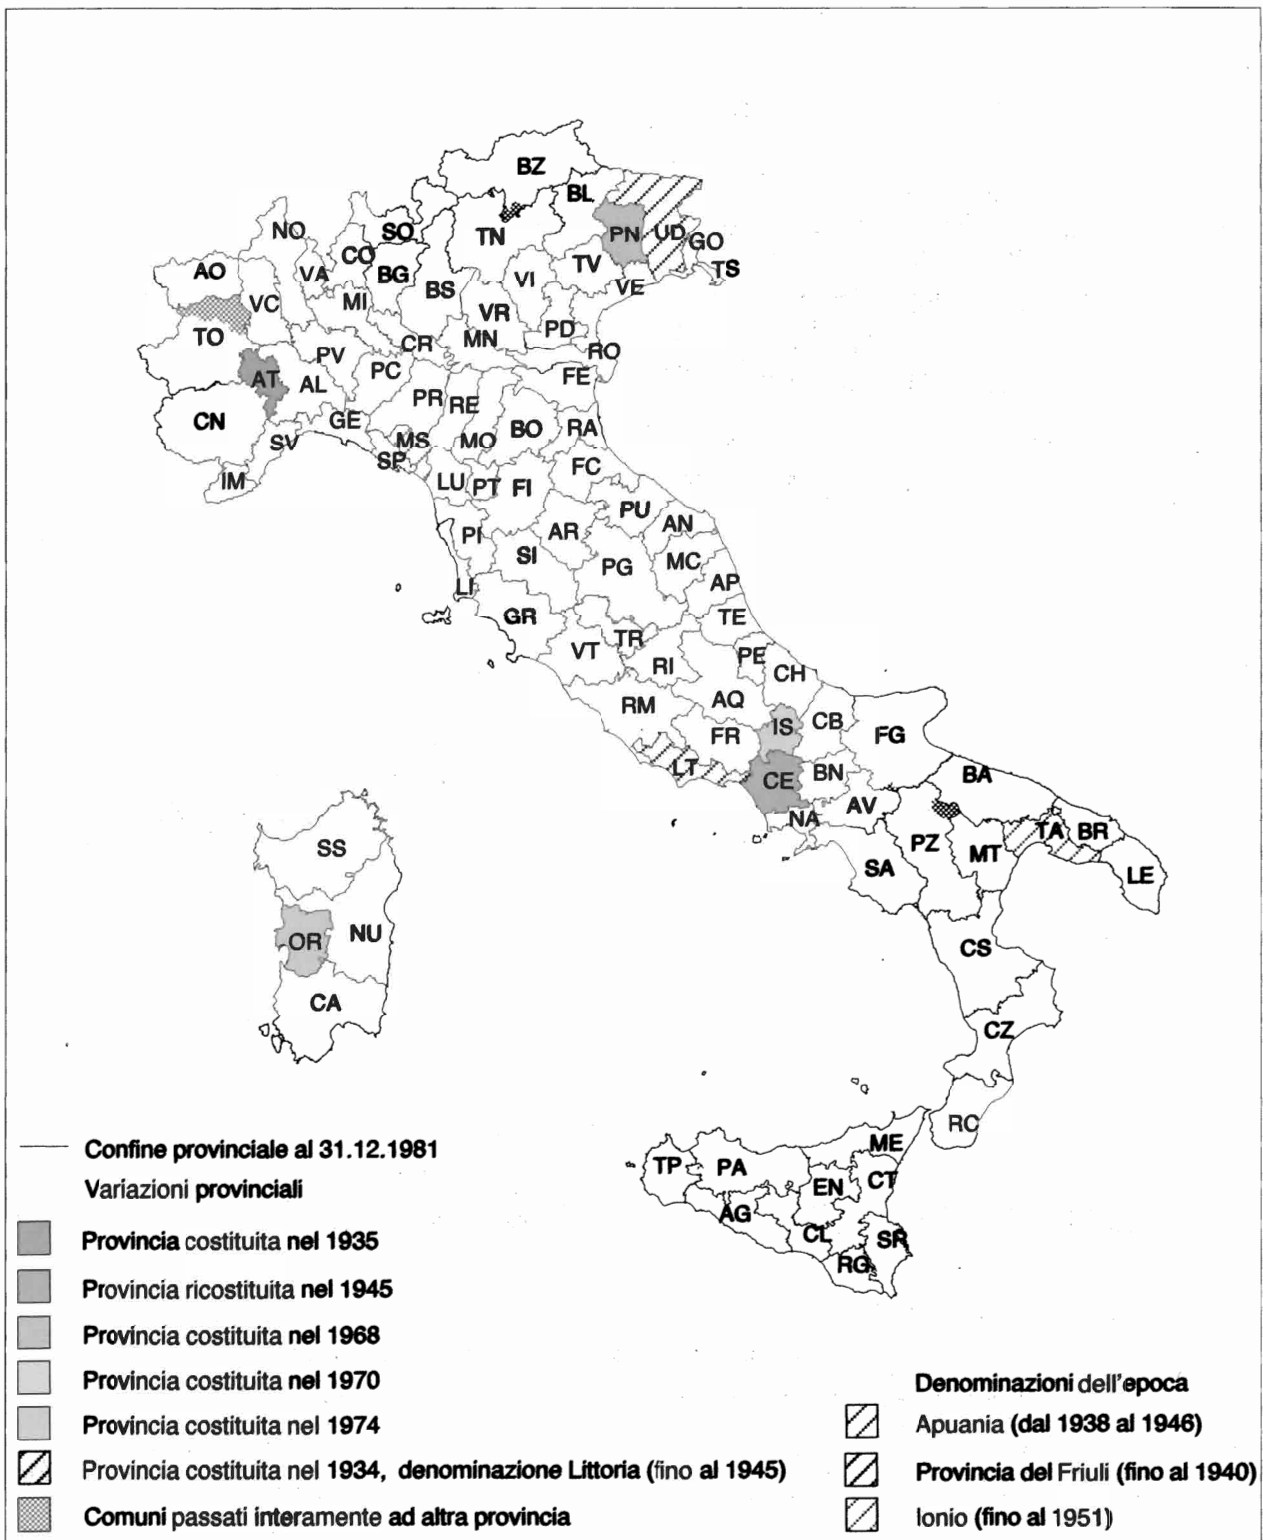 BZ
BL
NO
SO
TN
PN
UD
GO
CO
AO
VA
BG
TV
TS
VI
BS
VE
VC
MI
VR
PD
TO
CR
MN
RO
PV
PC
AT
AL
FE
PR
RE
CN
GE
BO
RA
SV
MS
MO
SP
FC
IM
LU
PT
FI
PU
AN
PI
AR
SI
MC
PG
LI
AP
GR
TE
TR
VT
PE
RI
CH
AQ
RM
IS
CB
FR
FG
LT
CE
BN
BA
AV
NA
TA
BR
SS
PZ
MT
SA
LE
OR
NU
CS
CA
CZ
RC
ME
TP
PA
CT
EN
AG
CL
SR
RG
Confine provinciale al 31.12.1981
Variazioni provinciali
Provincia costituita nel 1935
Provincia ricostituita nel 1945
Provincia costituita nel 1968
Provincia costituita nel 1970
Provincia costituita nel 1974
Provincia costituita nel 1934, denominazione Littoria (fino al 1945)
Comuni passati interamente ad altra provincia
Denominazioni dell'epoca
Apuania (dal 1938 al 1946)
Provincia del Friuli (fino al 1940)
Ionio (fino al 1951)